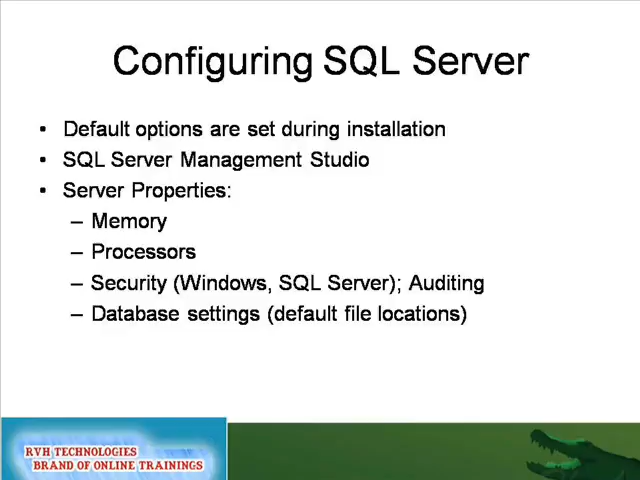 Configuring SQL Server
• Default options are set during installation
• SQL Server Management Studio
• Server Properties:
– Memory
– Processors
– Security (Windows, SQL Server); Auditing
– Database settings (default file locations)
RVH TECHNOLOGIES
BRAND OF ONLINE TRAININGS